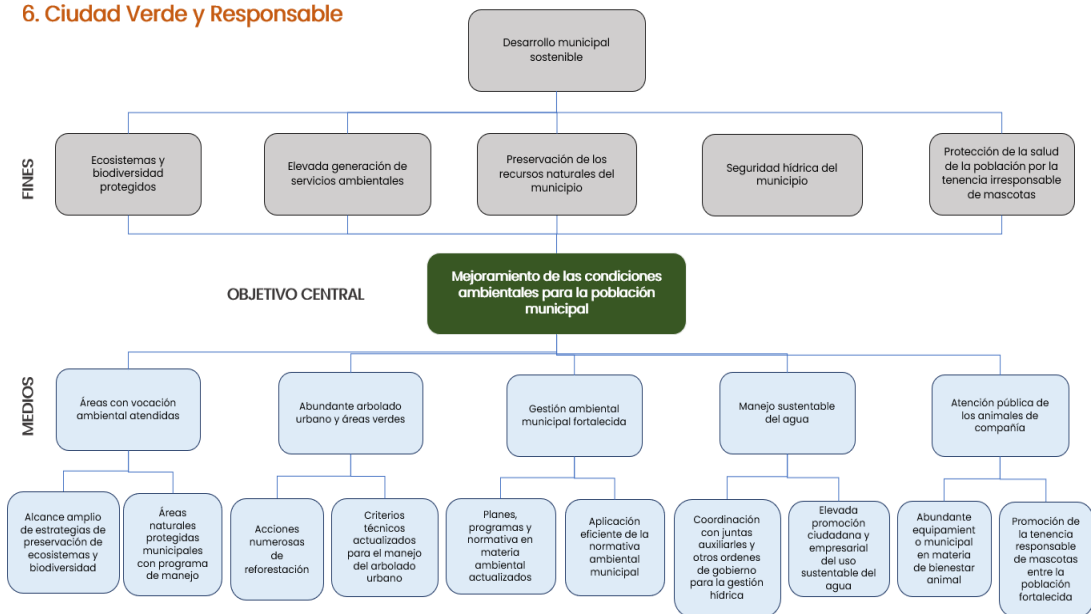 6. Ciudad Verde y Responsable
Desarrollo municipal
sostenible
FINES
Ecosistemas y
biodiversidad
protegidos
Elevada generación de
servicios ambientales
Preservación de los
recursos naturales del
municipio
Seguridad hídrica del
municipio
Protección de la salud
de la población por la
tenencia irresponsable
de mascotas
OBJETIVO CENTRAL
Mejoramiento de las condiciones
ambientales para la población
municipal
MEDIOS
Áreas con vocación
ambiental atendidas
Abundante arbolado
urbano y áreas verdes
Gestión ambiental
municipal fortalecida
Manejo sustentable
del agua
Atención pública de
los animales de
compañía
Alcance amplio
de estrategias de
preservación de
ecosistemas y
biodiversidad
Áreas
naturales
protegidas
municipales
con programa
de manejo
Acciones
numerosas
de
reforestación
Criterios
técnicos
actualizados
para el manejo
del arbolado
urbano
Planes,
programas y
normativa en
materia
ambiental
actualizados
Aplicación
eficiente de la
normativa
ambiental
municipal
Coordinación
con juntas
auxiliares y
otros ordenes
de gobierno
para la gestión
hídrica
Elevada
promoción
ciudadana y
empresarial
del uso
sustentable del
agua
Abundante
equipamient
o municipal
en materia
de bienestar
animal
Promoción de
la tenencia
responsable
de mascotas
entre la
población
fortalecida